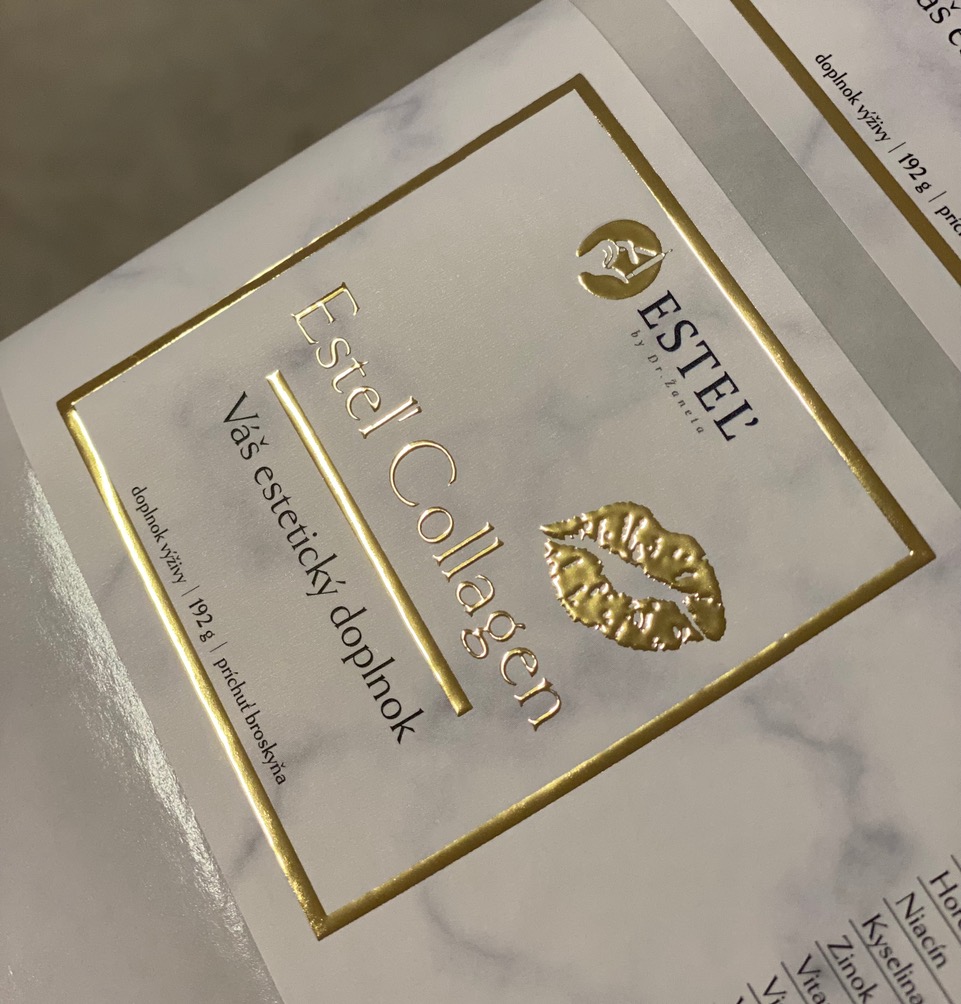 ESTEĽ
by Dr. Žaneta
Esteľ Collagen
Váš estetický doplnok
doplnok výživy | 192 g | príchuť broskyňa
doplnok výživy | 192 g |
Niacín
Kyselina
Zinok